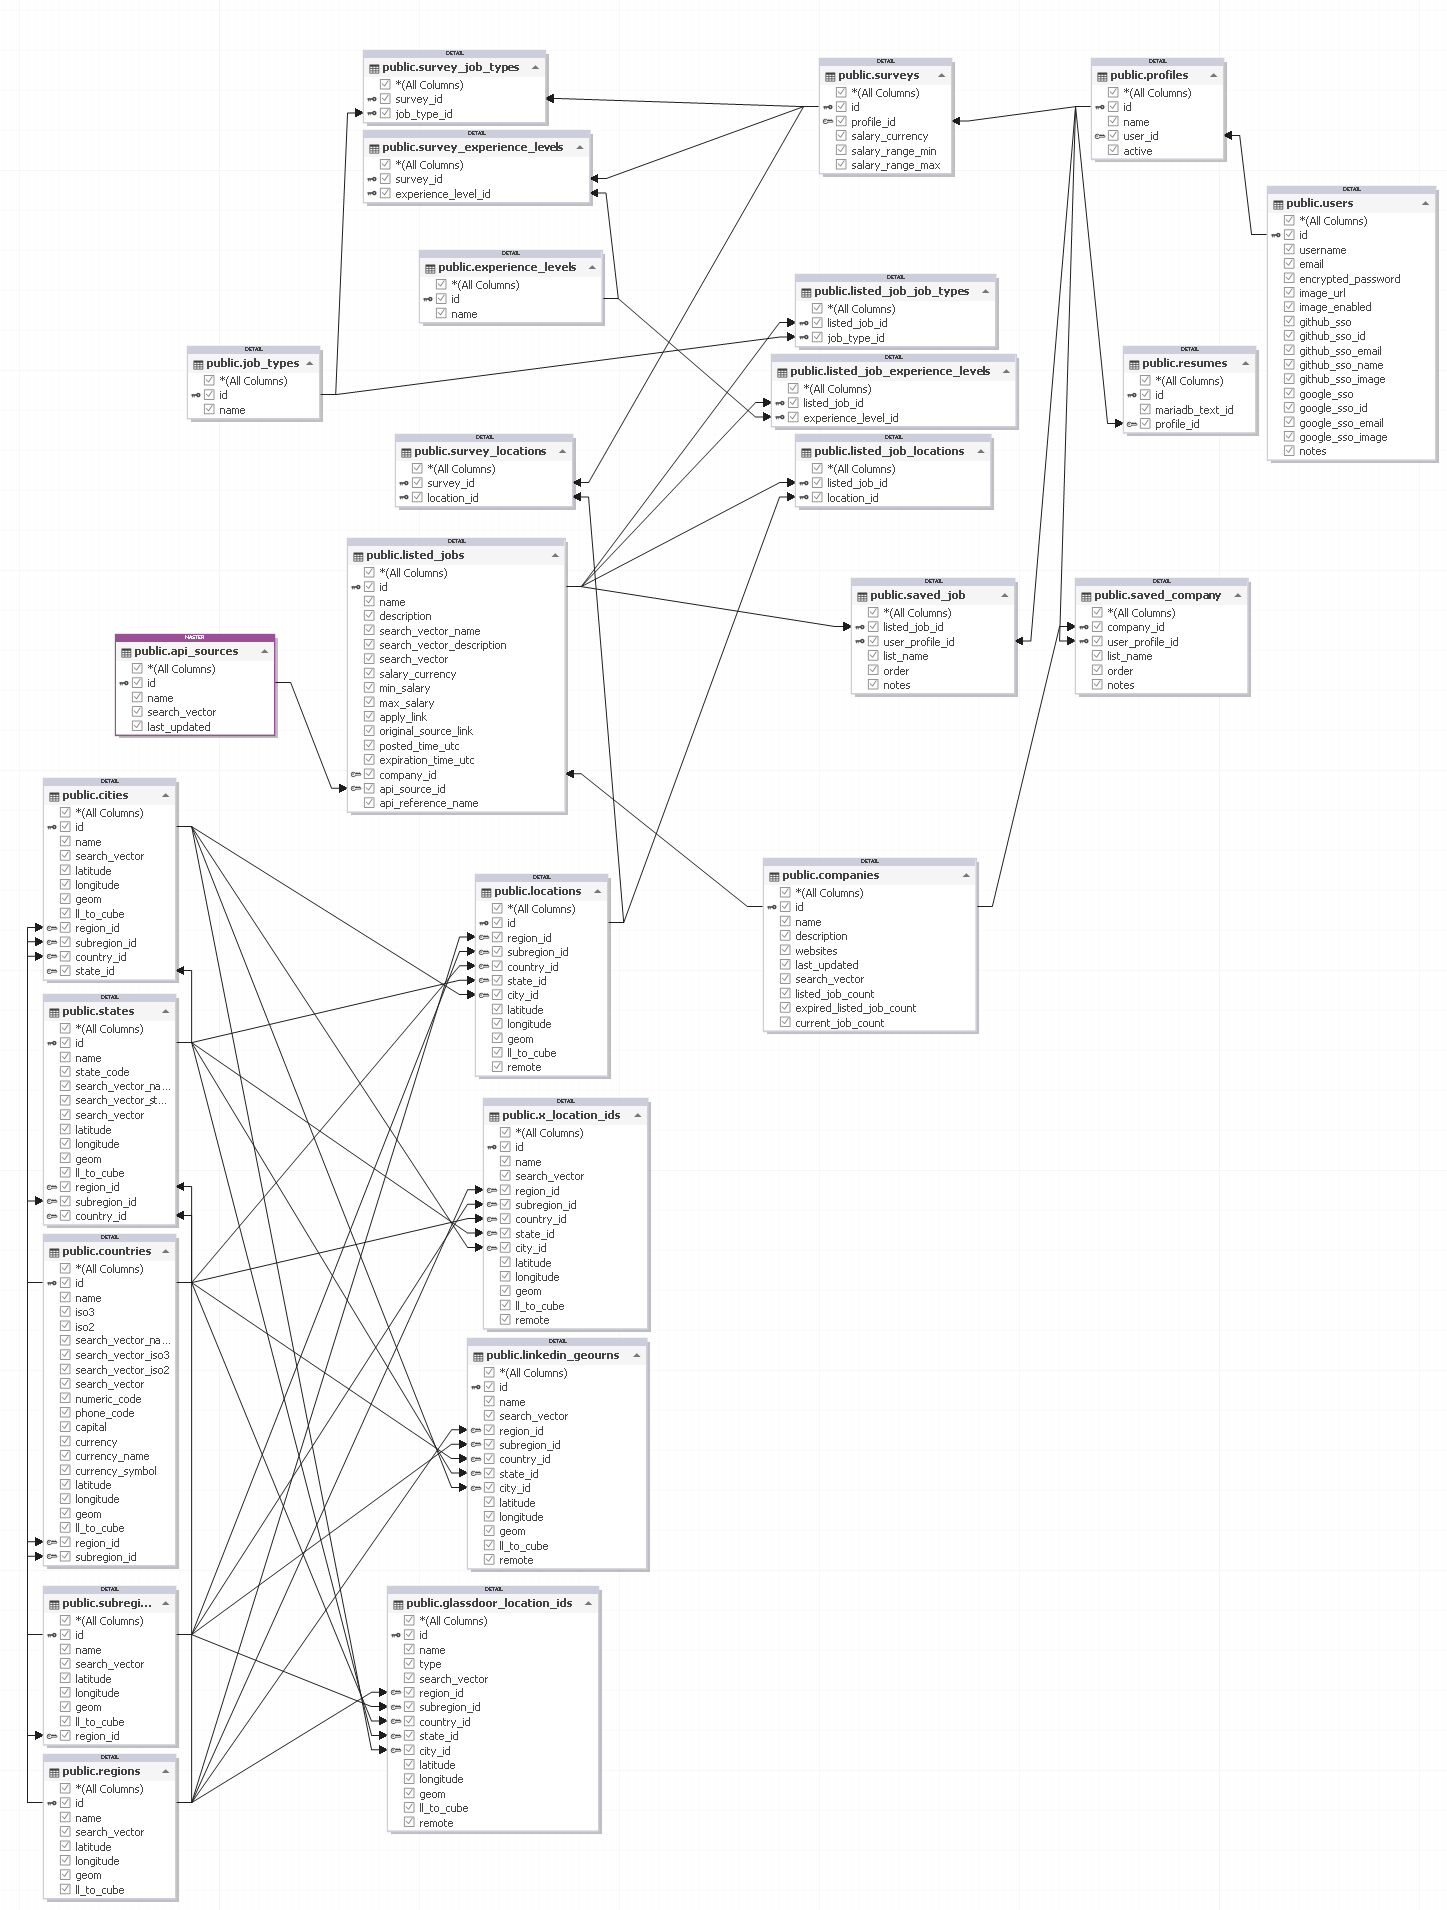 DETAIL
public.survey_job_types
*(All Columns)
survey_id
job_type_id
DETAIL
public.survey_experience_levels
*(All Columns)
survey_id
experience_level_id
DETAIL
public.surveys
*(All Columns)
id
profile_id
salary_currency
salary_range_min
salary_range_max
DETAIL
public.profiles
*(All Columns)
id
name
user_id
active
DETAIL
public.users
*(All Columns)
id
username
email
encrypted_password
image_url
image_enabled
github_sso
github_sso_id
github_sso_email
github_sso_name
github_sso_image
google_sso
google_sso_id
google_sso_email
google_sso_image
notes
DETAIL
public.experience_levels
*(All Columns)
id
name
DETAIL
public.listed_job_job_types
*(All Columns)
listed_job_id
job_type_id
DETAIL
public.job_types
*(All Columns)
id
name
DETAIL
public.listed_job_experience_levels
*(All Columns)
listed_job_id
experience_level_id
DETAIL
public.resumes
*(All Columns)
id
mariadb_text_id
profile_id
DETAIL
public.survey_locations
*(All Columns)
survey_id
location_id
DETAIL
public.listed_job_locations
*(All Columns)
listed_job_id
location_id
DETAIL
public.listed_jobs
*(All Columns)
id
name
description
search_vector_name
search_vector_description
search_vector
salary_currency
min_salary
max_salary
apply_link
original_source_link
posted_time_utc
expiration_time_utc
company_id
api_source_id
api_reference_name
DETAIL
public.saved_job
*(All Columns)
listed_job_id
user_profile_id
list_name
order
notes
DETAIL
public.saved_company
*(All Columns)
company_id
user_profile_id
list_name
order
notes
MASTER
public.api_sources
*(All Columns)
id
name
search_vector
last_updated
DETAIL
public.cities
*(All Columns)
id
name
search_vector
latitude
longitude
geom
ll_to_cube
region_id
subregion_id
country_id
state_id
DETAIL
public.locations
*(All Columns)
id
region_id
subregion_id
country_id
state_id
city_id
latitude
longitude
geom
ll_to_cube
remote
DETAIL
public.companies
*(All Columns)
id
name
description
websites
last_updated
search_vector
listed_job_count
expired_listed_job_count
current_job_count
DETAIL
public.states
*(All Columns)
id
name
state_code
search_vector_na...
search_vector_st...
search_vector
latitude
longitude
geom
ll_to_cube
region_id
subregion_id
country_id
DETAIL
public.x_location_ids
*(All Columns)
id
name
search_vector
region_id
subregion_id
country_id
state_id
city_id
latitude
longitude
geom
ll_to_cube
remote
DETAIL
public.countries
*(All Columns)
id
name
iso3
iso2
search_vector_na...
search_vector_iso3
search_vector_iso2
search_vector
numeric_code
phone_code
capital
currency
currency_name
currency_symbol
latitude
longitude
geom
ll_to_cube
region_id
subregion_id
DETAIL
public.linkedin_geourns
*(All Columns)
id
name
search_vector
region_id
subregion_id
country_id
state_id
city_id
latitude
longitude
geom
ll_to_cube
remote
DETAIL
public.subregi...
*(All Columns)
id
name
search_vector
latitude
longitude
geom
ll_to_cube
region_id
DETAIL
public.glassdoor_location_ids
*(All Columns)
id
name
type
search_vector
region_id
subregion_id
country_id
state_id
city_id
latitude
longitude
geom
ll_to_cube
remote
DETAIL
public.regions
*(All Columns)
id
name
search_vector
latitude
longitude
geom
ll_to_cube